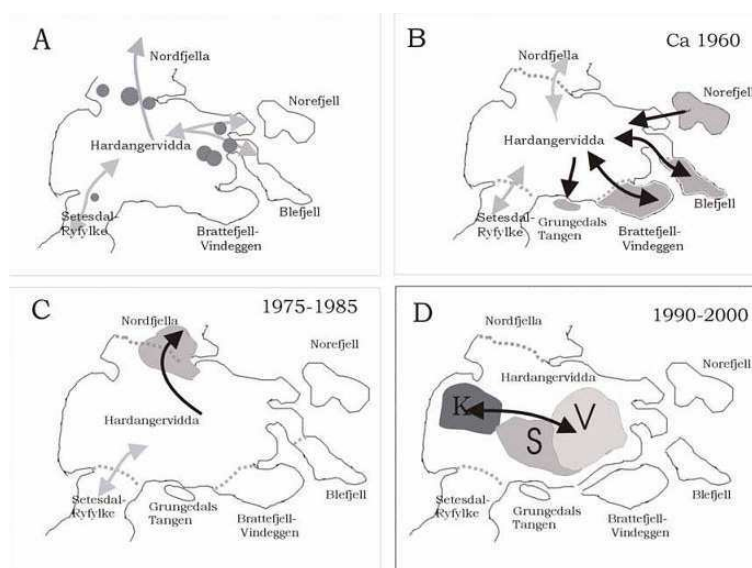 A
Nordfjella
Hardangervidda
Setesdal-
Ryfylke
Brattefjell-
Vindeggen
Blefjell
Norefjell
B
Ca 1960
Nordfjella
Norefjell
Hardangervidda
Setesdal-
Ryfylke
Grungedals
Tangen
Brattefjell
-Vindeggen
Blefjell
C
1975-1985
Nordfjella
Norefjell
Hardangervidda
Setesdal-
Ryfylke
Grungedals
Tangen
Brattefjell-
Vindeggen
Blefjell
D
1990-2000
Nordfjella
Hardangervidda
Norefjell
K
S
V
Setesdal-
Ryfylke
Grungedals
Tangen
Brattefjell-
Vindeggen
Blefjell